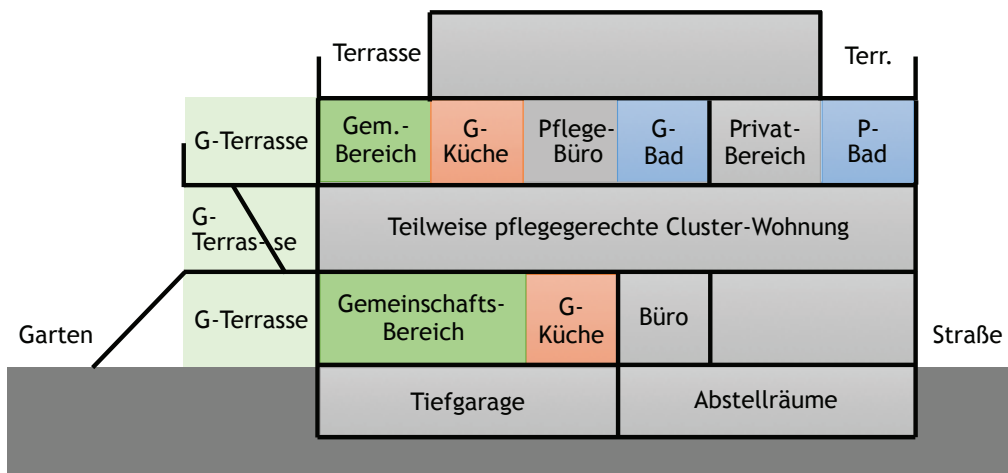 Terrasse
Terr.
G-Terrasse
Gem.-
Bereich
G-
Küche
Pflege-
Büro
G-
Bad
Privat-
Bereich
P-
Bad
G-
Terras- se
Teilweise pflegegerechte Cluster-Wohnung
Garten
G-Terrasse
Gemeinschafts-
Bereich
G-
Küche
Büro
Straße
Tiefgarage
Abstellräume